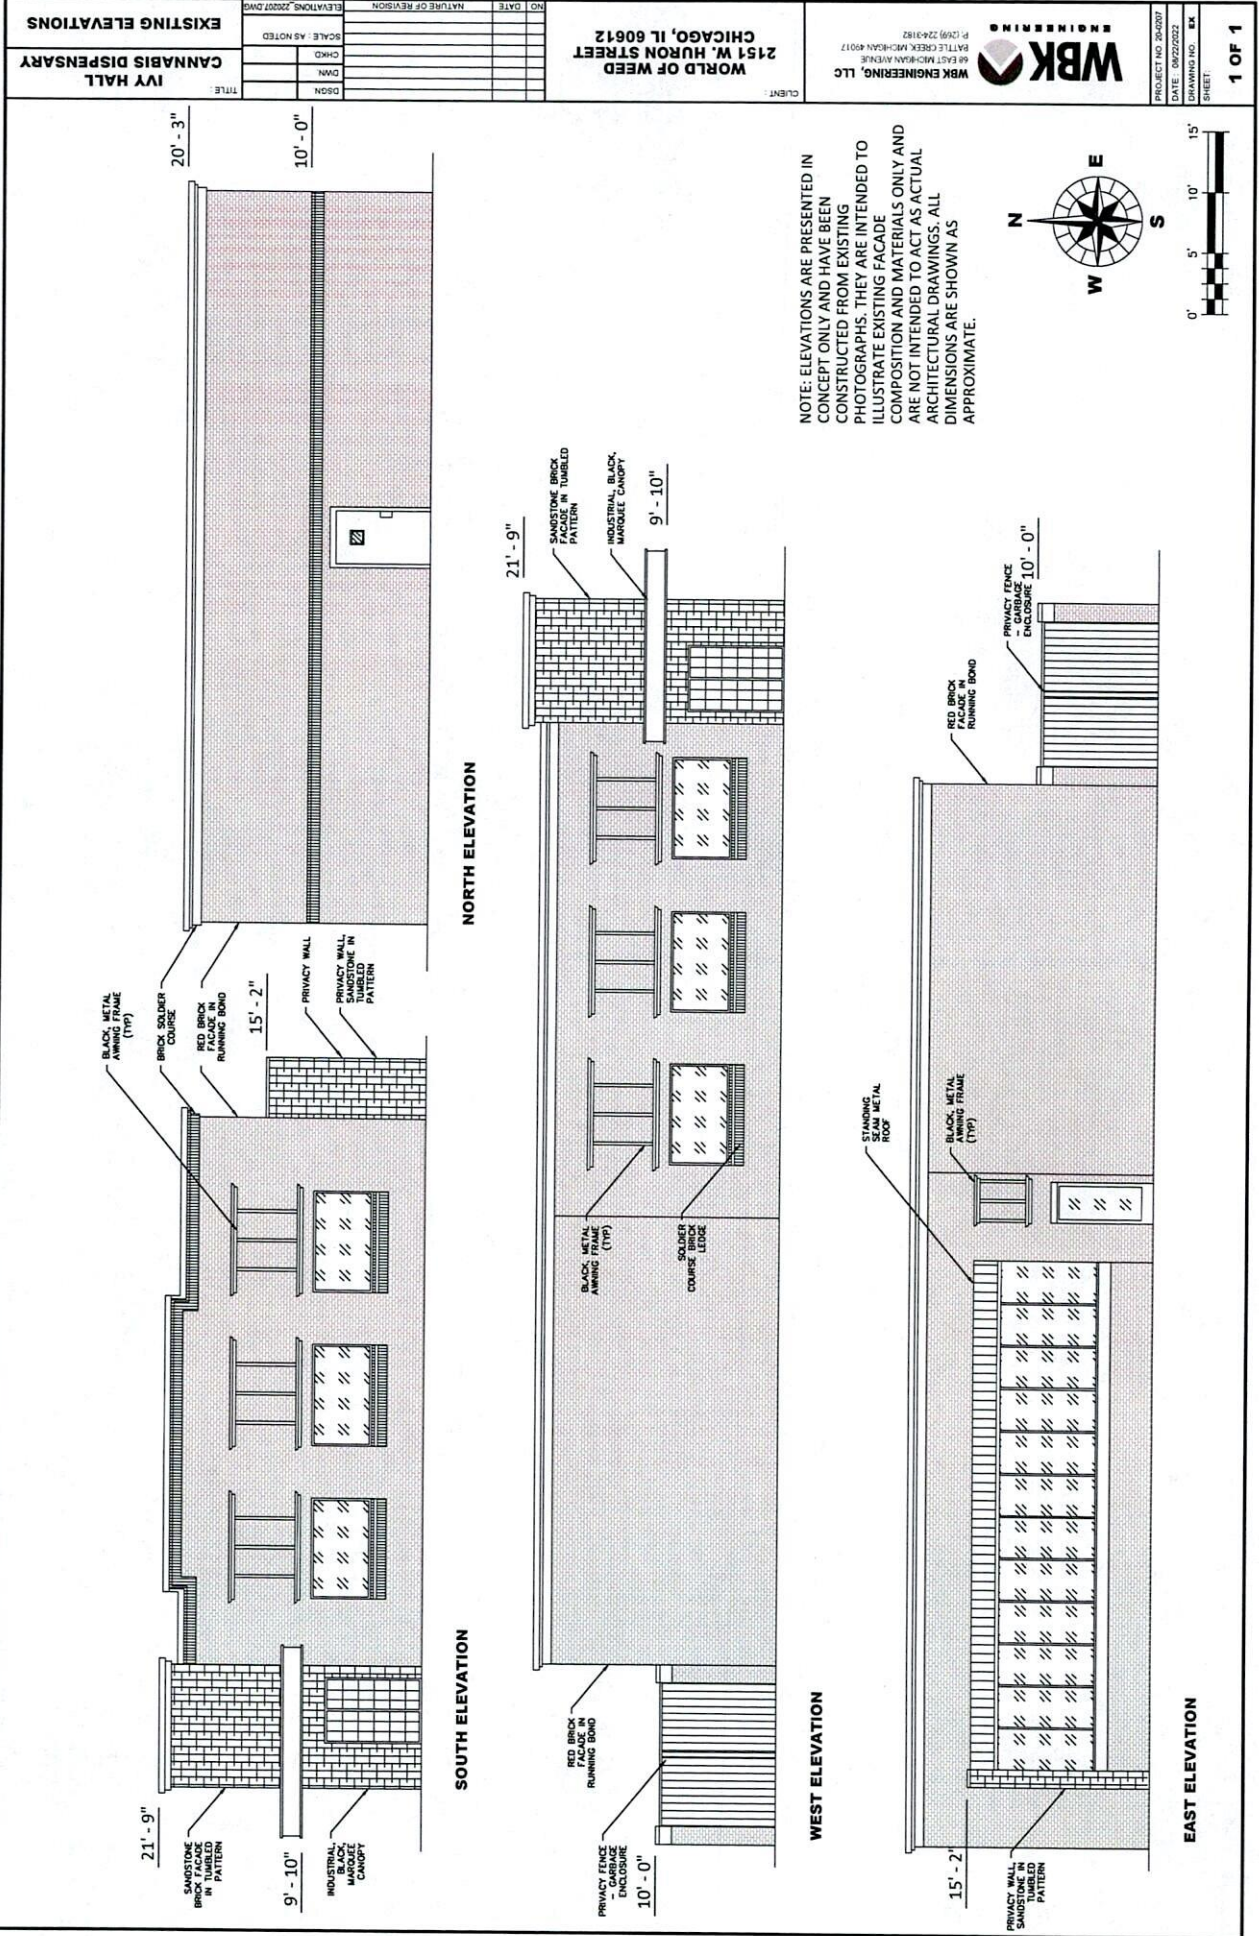 20' - 3"
10' - 0"
BLACK, METAL
AWNING FRAME
(TYP)
BRICK SOLDIER
COURSE
RED BRICK
FACADE IN
RUNNING BOND
15' - 2"
PRIVACY WALL
PRIVACY WALL,
SANDSTONE IN
TUMBLED
PATTERN
21' - 9"
SANDSTONE
BRICK FACADE
IN TUMBLED
PATTERN
9' - 10"
INDUSTRIAL,
BLACK,
MARQUEE
CANOPY
SOUTH ELEVATION
NORTH ELEVATION
21' - 9"
SANDSTONE BRICK
FACADE IN TUMBLED
PATTERN
INDUSTRIAL, BLACK,
MARQUEE CANOPY
9' - 10"
BLACK, METAL
AWNING FRAME
(TYP)
SOLDIER
COURSE BRICK
LEDGE
RED BRICK
FACADE IN
RUNNING BOND
PRIVACY FENCE
- GARBAGE
ENCLOSURE
10' - 0"
WEST ELEVATION
STANDING
SEAM METAL
ROOF
BLACK, METAL
AWNING FRAME
(TYP)
RED BRICK
FACADE IN
RUNNING BOND
PRIVACY FENCE
- GARBAGE
ENCLOSURE
10' - 0"
15' - 2"
PRIVACY WALL,
SANDSTONE IN
TUMBLED
PATTERN
EAST ELEVATION
NOTE: ELEVATIONS ARE PRESENTED IN
CONCEPT ONLY AND HAVE BEEN
CONSTRUCTED FROM EXISTING
PHOTOGRAPHS. THEY ARE INTENDED TO
ILLUSTRATE EXISTING FACADE
COMPOSITION AND MATERIALS ONLY AND
ARE NOT INTENDED TO ACT AS ACTUAL
ARCHITECTURAL DRAWINGS. ALL
DIMENSIONS ARE SHOWN AS
APPROXIMATE.
N
W
E
S
0' 5' 10' 15'
PROJECT NO. 20-0207
DATE : 08/22/2022
DRAWING NO. EX
SHEET:
1 OF 1
WBK
ENGINEERING
WBK ENGINEERING, LLC
68 EAST MICHIGAN AVENUE
BATTLE CREEK, MICHIGAN 49017
P: (269) 224-3182
CLIENT :
WORLD OF WEED
2151 W. HURON STREET
CHICAGO, IL 60612
NO DATE NATURE OF REVISION
DSGN
DWN.
CHKD
SCALE : AS NOTED
ELEVATIONS_220207.DWG
TITLE :
IVY HALL
CANNABIS DISPENSARY
EXISTING ELEVATIONS